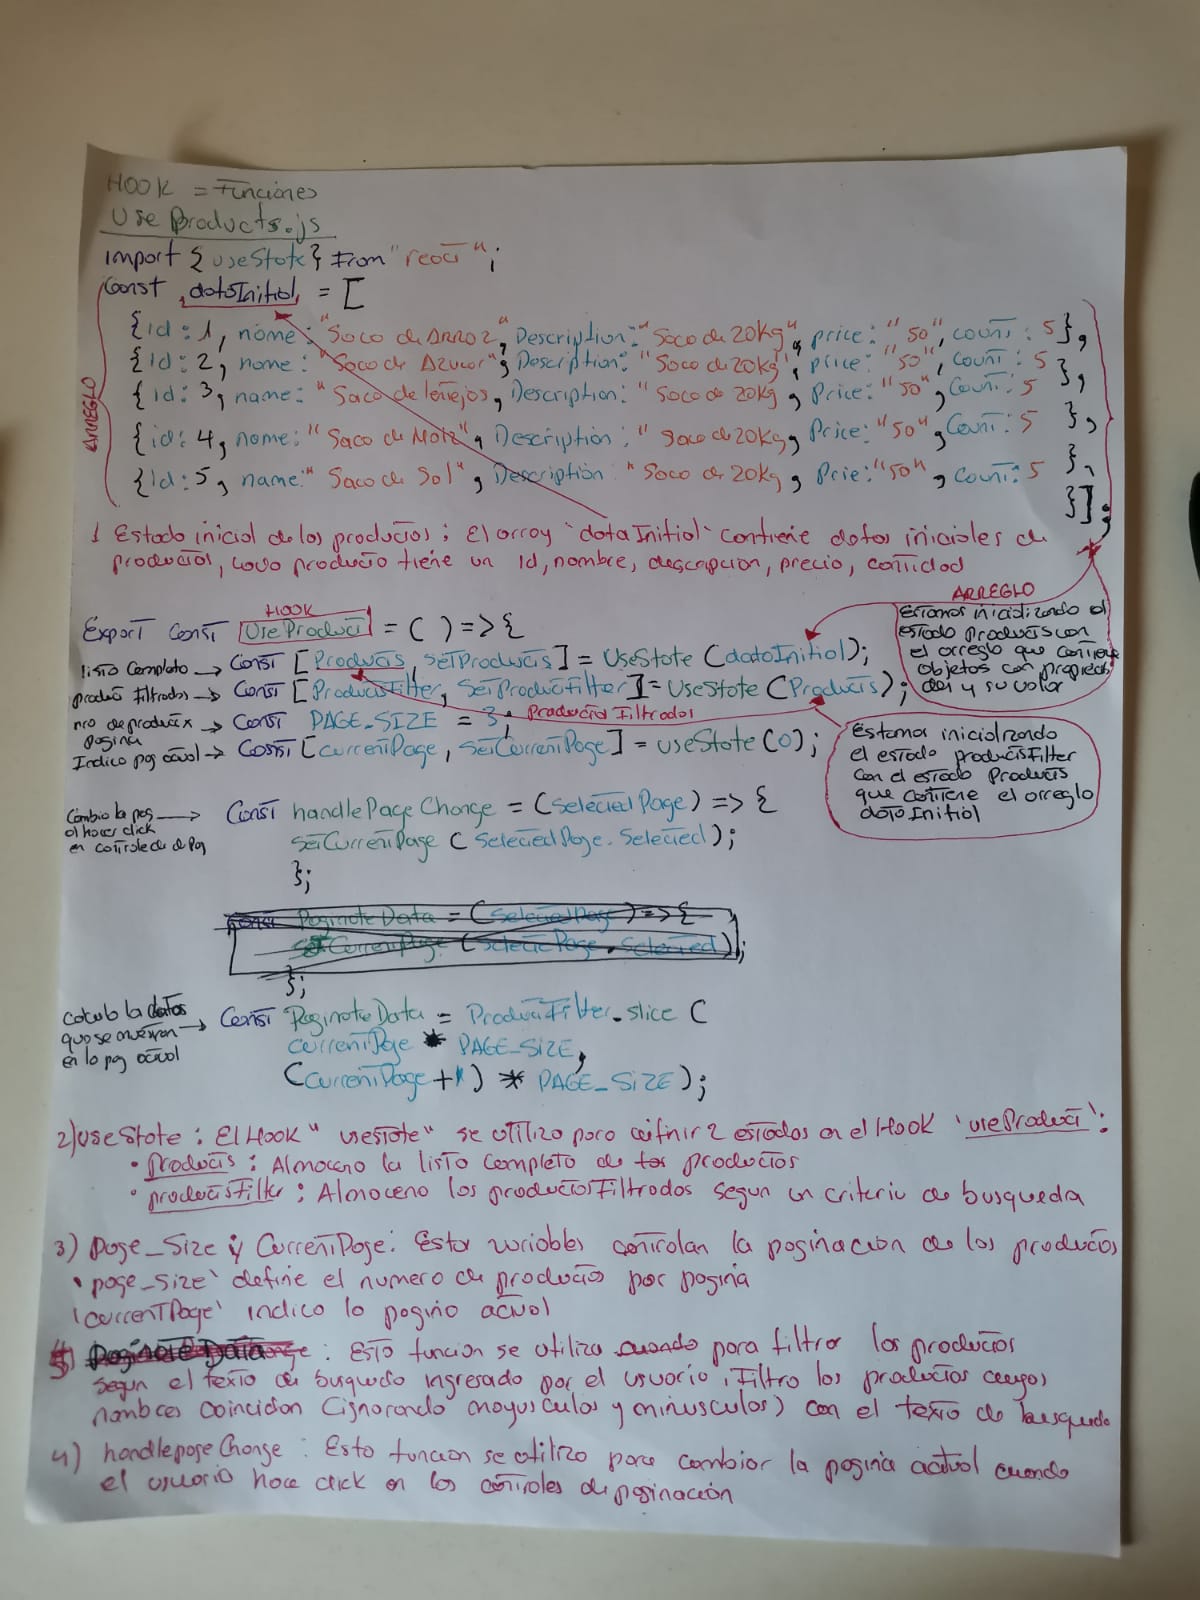 HOOK = Funciones
Use Products.js
import { useState } From "react";
Const dataInitial = [
{id: 1, name: "Saco de Arroz", Description: "Saco de 20Kg", price: "50", count: 5},
{id: 2, name: "Saco de Azucar", Description: "Saco de 20kg", price: "50", Count: 5
},
{id: 3, name: "Saco de lentejas, Description: "Saco de 20Kg, Price: "50", Count: 5
{id: 4, name: "Saco de Maiz", Description: "Saco de 20Kg, Price: "50", Count: 5
},
{id: 5, name: "Saco de Sal", Description "Saco de 20kg, Price: "50", Count: 5
},
}];
ARREGLO
1 Estado inicial de los productos; El array `dataInitial` contiene datos iniciales de
productos, cada producto tiene un id, nombre, descripcion, precio, cantidad
ARREGLO
Estamos inicializando el
estado products con
el arreglo que contiene
Objetos con propieda
des y su valor
HOOK
Export Const UseProduct = ( ) => {
lista Completa → Const [Products, setProducts] = UseState (dataInitial);
produc filtrados → Const [ProductsFilter, SetProductFilter] = UseState (Products);
nro de product x pagina → Const PAGE_SIZE = 3;
Productos Filtrados
Indica pag actual → Const [currentPage, setCurrentPage] = useState(0);
Estamos inicializando
el estado productsFilter
Con el estado Products
que contiene el arreglo
dataInitial
Cambia la pag
al hacer click
en controles de pag
Const handlePageChange = (selectedPage) => {
setCurrentPage (SelectedPage.Selected);
};
Const PaginateData = (SelectedPage) => {
setCurrentPage (SelectePage.Selected);
};
Calcula la datos
que se muestran
en la pag actual
Const PaginateData = ProductFilter.slice (
CurrentPage * PAGE_SIZE,
(CurrentPage + 1) * PAGE_SIZE);
2) useState: El Hook "useState" se utiliza para definir 2 estados en el Hook 'useProduct':
• products: Almacena la lista completa de los productos
• productsFilter: Almacena los productos Filtrados segun un criterio de busqueda
3) Page_Size y CurrentPage: Estas variables controlan la paginacion de los productos
'page_size' define el numero de productos por pagina
'currentPage' indica la pagina actual
5) PaginateData: Esta funcion se utiliza cuando para filtrar los productos
Segun el texto de busqueda ingresado por el usuario, Filtra los productos cuyos
nombres coincidan (ignorando mayusculas y minusculas) con el texto de busqueda
4) handlepageChange: Esta funcion se utiliza para cambiar la pagina actual cuando
el usuario hace click en los controles de paginación